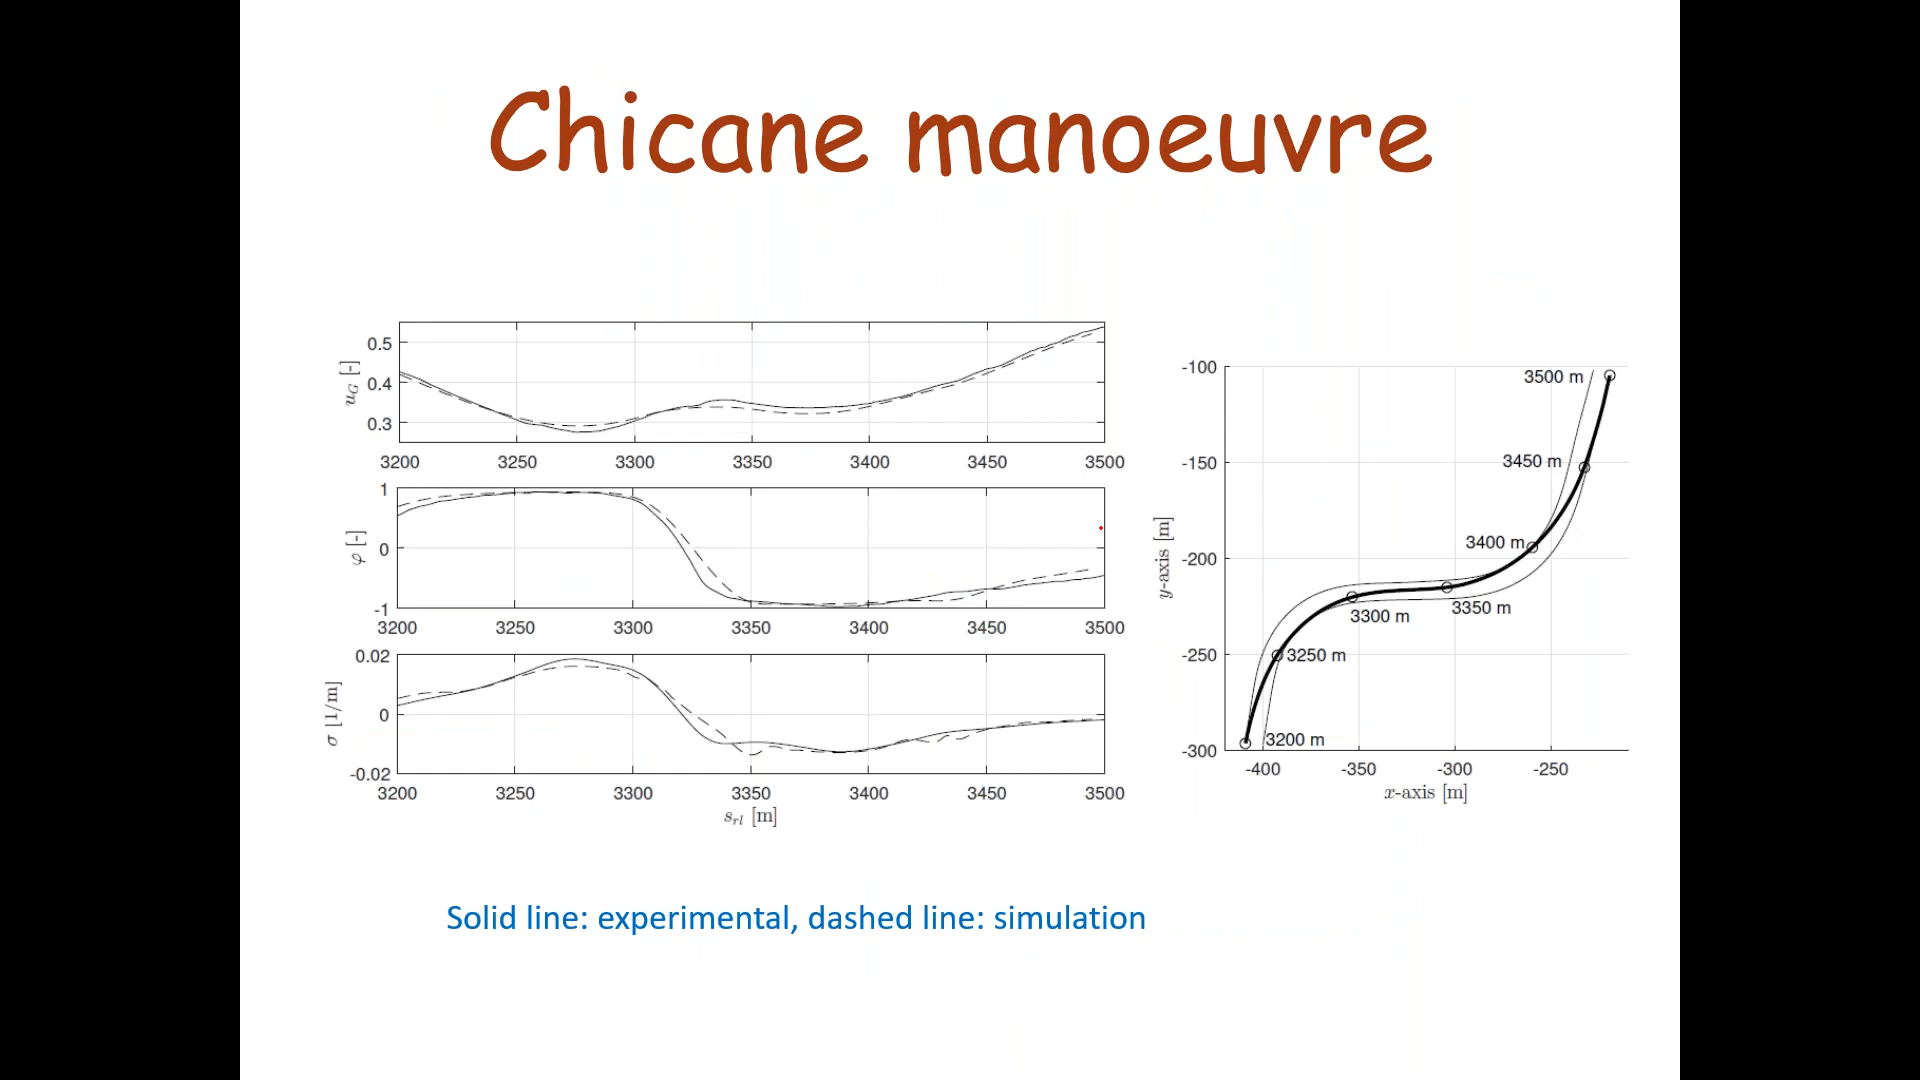 Chicane manoeuvre
u_G [-]
0.5
0.4
0.3
3200 3250 3300 3350 3400 3450 3500
φ [-]
1
0
-1
3200 3250 3300 3350 3400 3450 3500
σ [1/m]
0.02
0
-0.02
3200 3250 3300 3350 3400 3450 3500
s_rl [m]
y-axis [m]
-100
-150
-200
-250
-300
3500 m
3450 m
3400 m
3350 m
3300 m
3250 m
3200 m
-400 -350 -300 -250
x-axis [m]
Solid line: experimental, dashed line: simulation